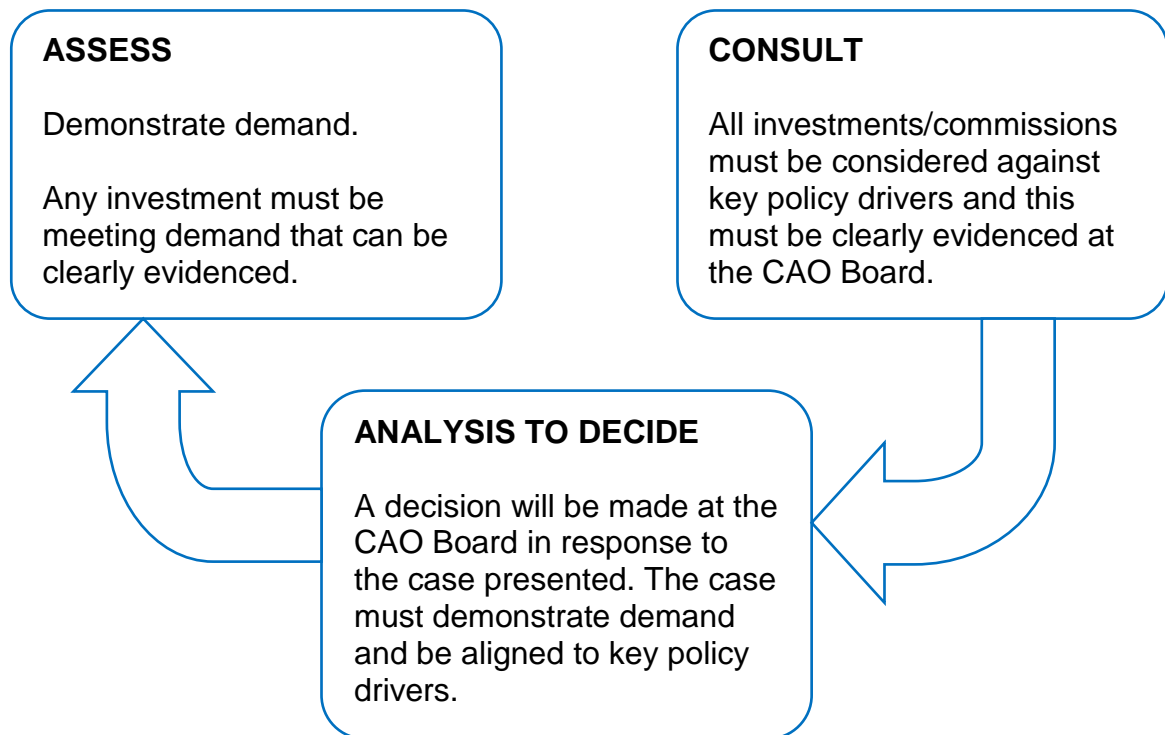 ASSESS
Demonstrate demand.
Any investment must be
meeting demand that can be
clearly evidenced.
CONSULT
All investments/commissions
must be considered against
key policy drivers and this
must be clearly evidenced at
the CAO Board.
ANALYSIS TO DECIDE
A decision will be made at the
CAO Board in response to
the case presented. The case
must demonstrate demand
and be aligned to key policy
drivers.